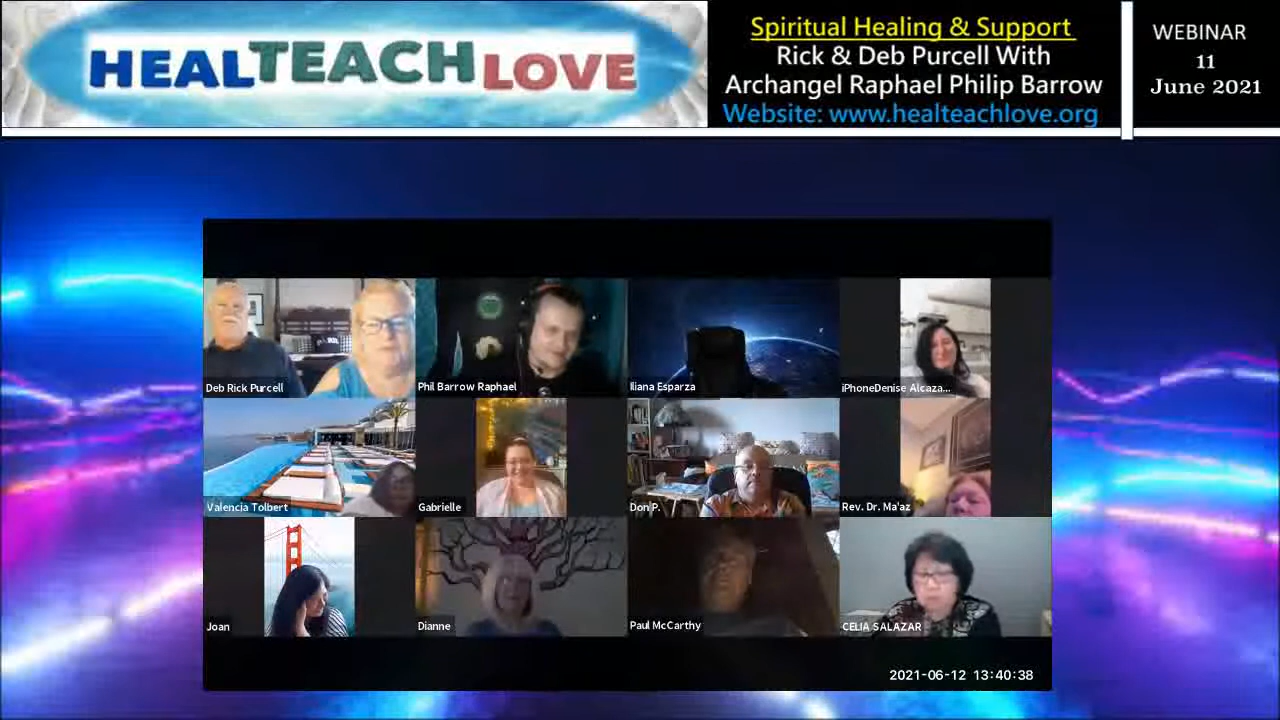 HEALTEACHLOVE
Spiritual Healing & Support
Rick & Deb Purcell With
Archangel Raphael Philip Barrow
Website: www.healteachlove.org
WEBINAR
11
June 2021
Deb Rick Purcell
Phil Barrow Raphael
Iliana Esparza
iPhoneDenise Alcaza...
Valencia Tolbert
Gabrielle
Don P.
Rev. Dr. Ma'az
Joan
Dianne
Paul McCarthy
CELIA SALAZAR
2021-06-12 13:40:38